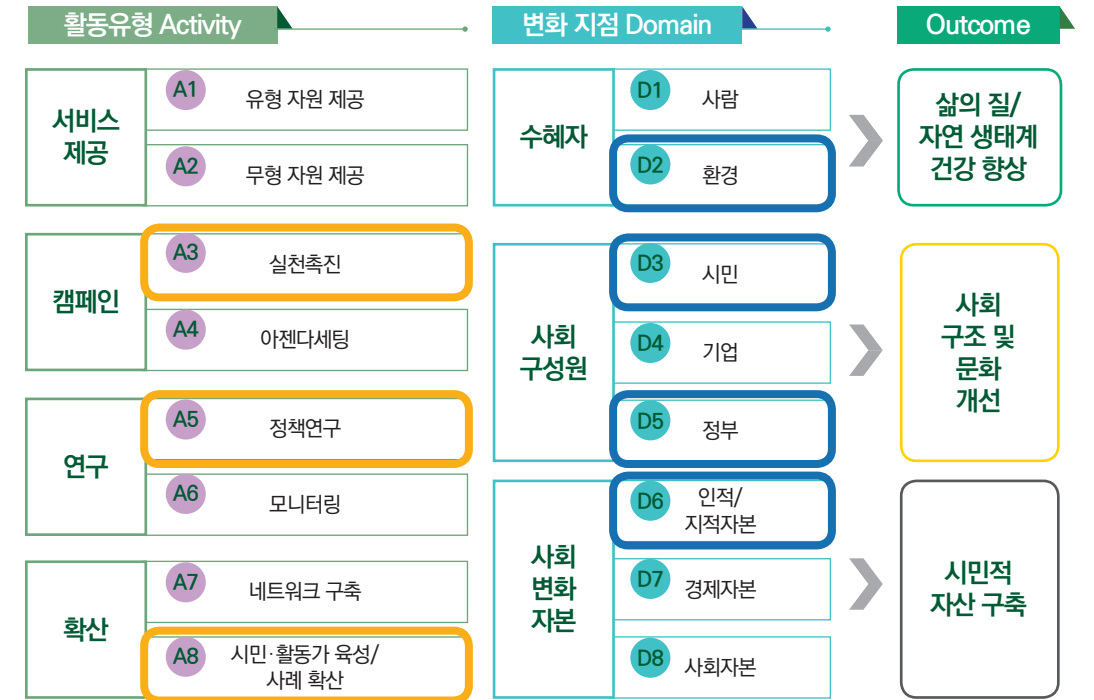 활동유형 Activity
변화 지점 Domain
Outcome
서비스
제공
A1
유형 자원 제공
A2
무형 자원 제공
캠페인
A3
실천촉진
A4
아젠다세팅
연구
A5
정책연구
A6
모니터링
확산
A7
네트워크 구축
A8
시민·활동가 육성/
사례 확산
수혜자
D1
사람
D2
환경
사회
구성원
D3
시민
D4
기업
D5
정부
사회
변화
자본
D6
인적/
지적자본
D7
경제자본
D8
사회자본
삶의 질/
자연 생태계
건강 향상
사회
구조 및
문화
개선
시민적
자산 구축